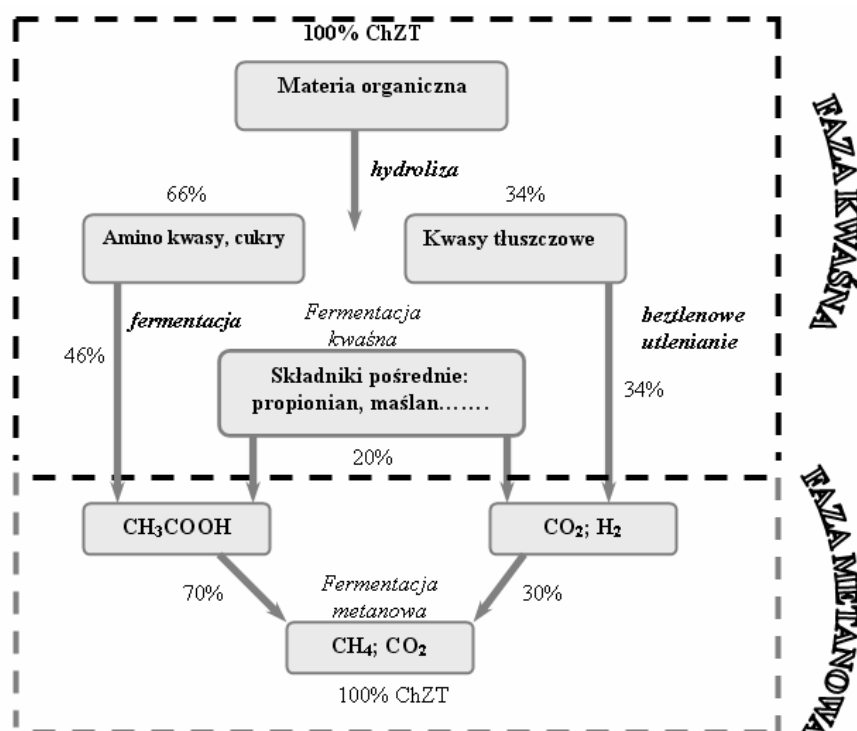 100% ChZT
Materia organiczna
hydroliza
66%
34%
Amino kwasy, cukry
Kwasy tłuszczowe
fermentacja
Fermentacja
kwaśna
beztlenowe
utlenianie
46%
Składniki pośrednie:
propionian, maślan…….
34%
20%
CH₃COOH
CO₂; H₂
70%
Fermentacja
metanowa
30%
CH₄; CO₂
100% ChZT
FAZA KWAŚNA
FAZA METANOWA